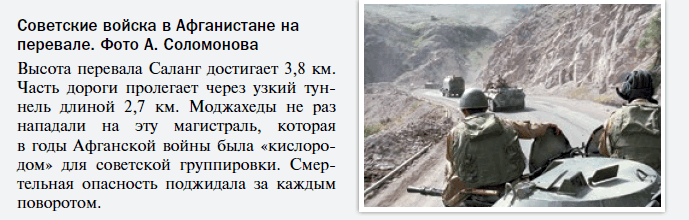 Советские войска в Афганистане на
перевале. Фото А. Соломонова
Высота перевала Саланг достигает 3,8 км.
Часть дороги пролегает через узкий тун-
нель длиной 2,7 км. Моджахеды не раз
нападали на эту магистраль, которая
в годы Афганской войны была «кислоро-
дом» для советской группировки. Смер-
тельная опасность поджидала за каждым
поворотом.